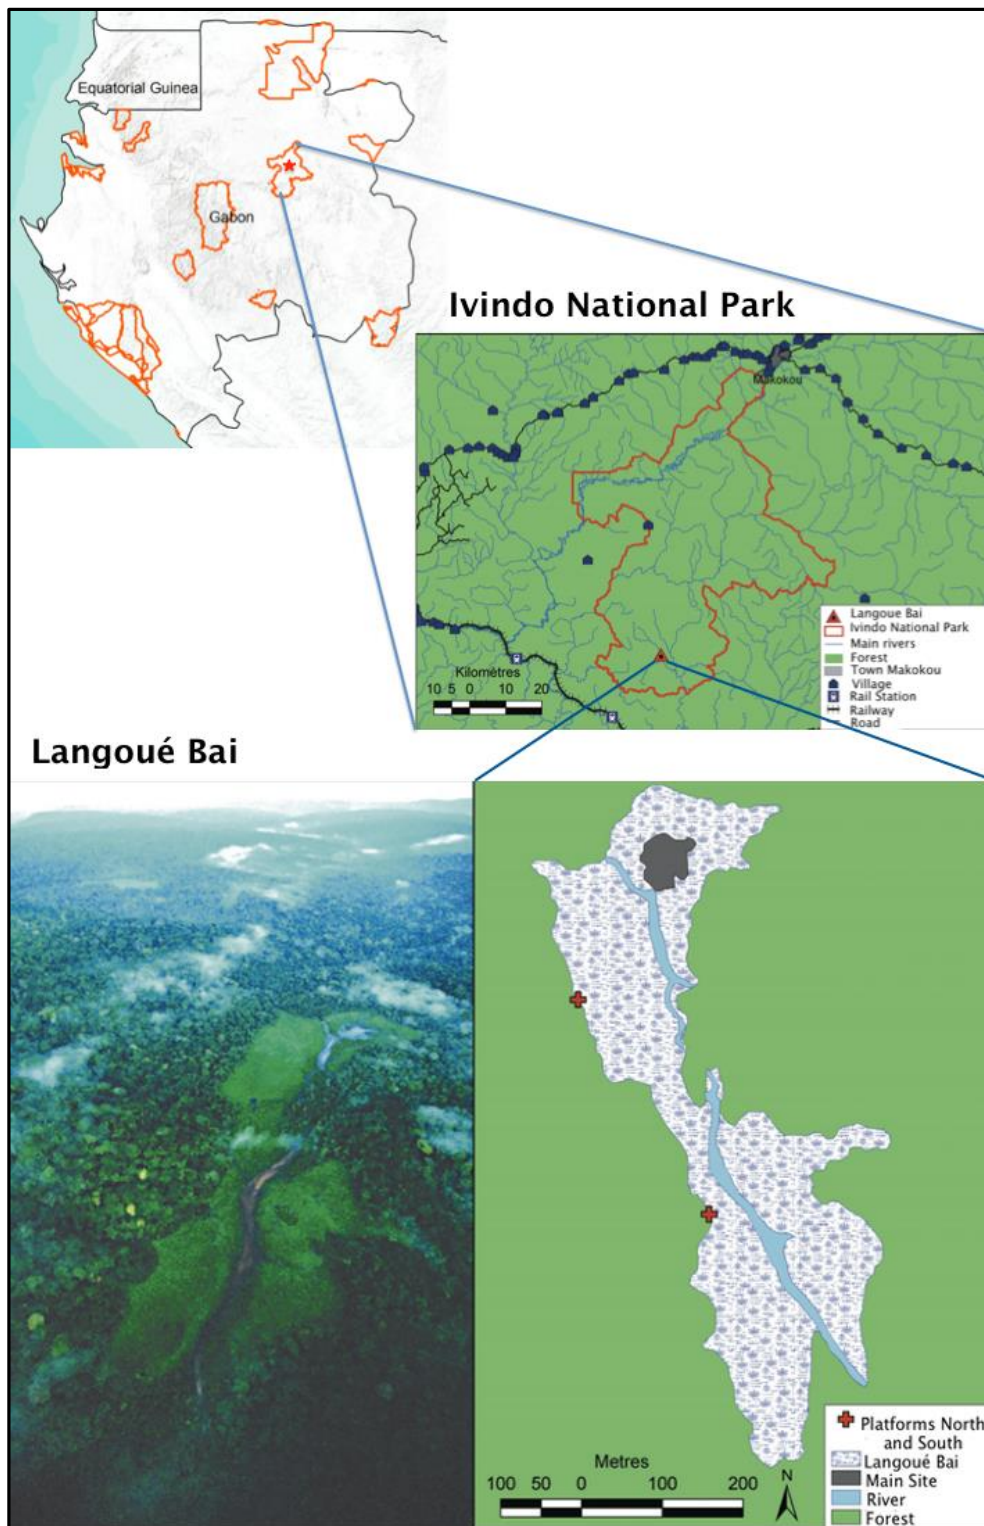 Equatorial Guinea
Gabon
Ivindo National Park
Makokou
Langoue Bai
Ivindo National Park
Main rivers
Forest
Town Makokou
Village
Rail Station
Railway
Road
Kilomètres
10 5 0 10 20
Langoué Bai
Metres
100 50 0 100 200
N
Platforms North
and South
Langoué Bai
Main Site
River
Forest